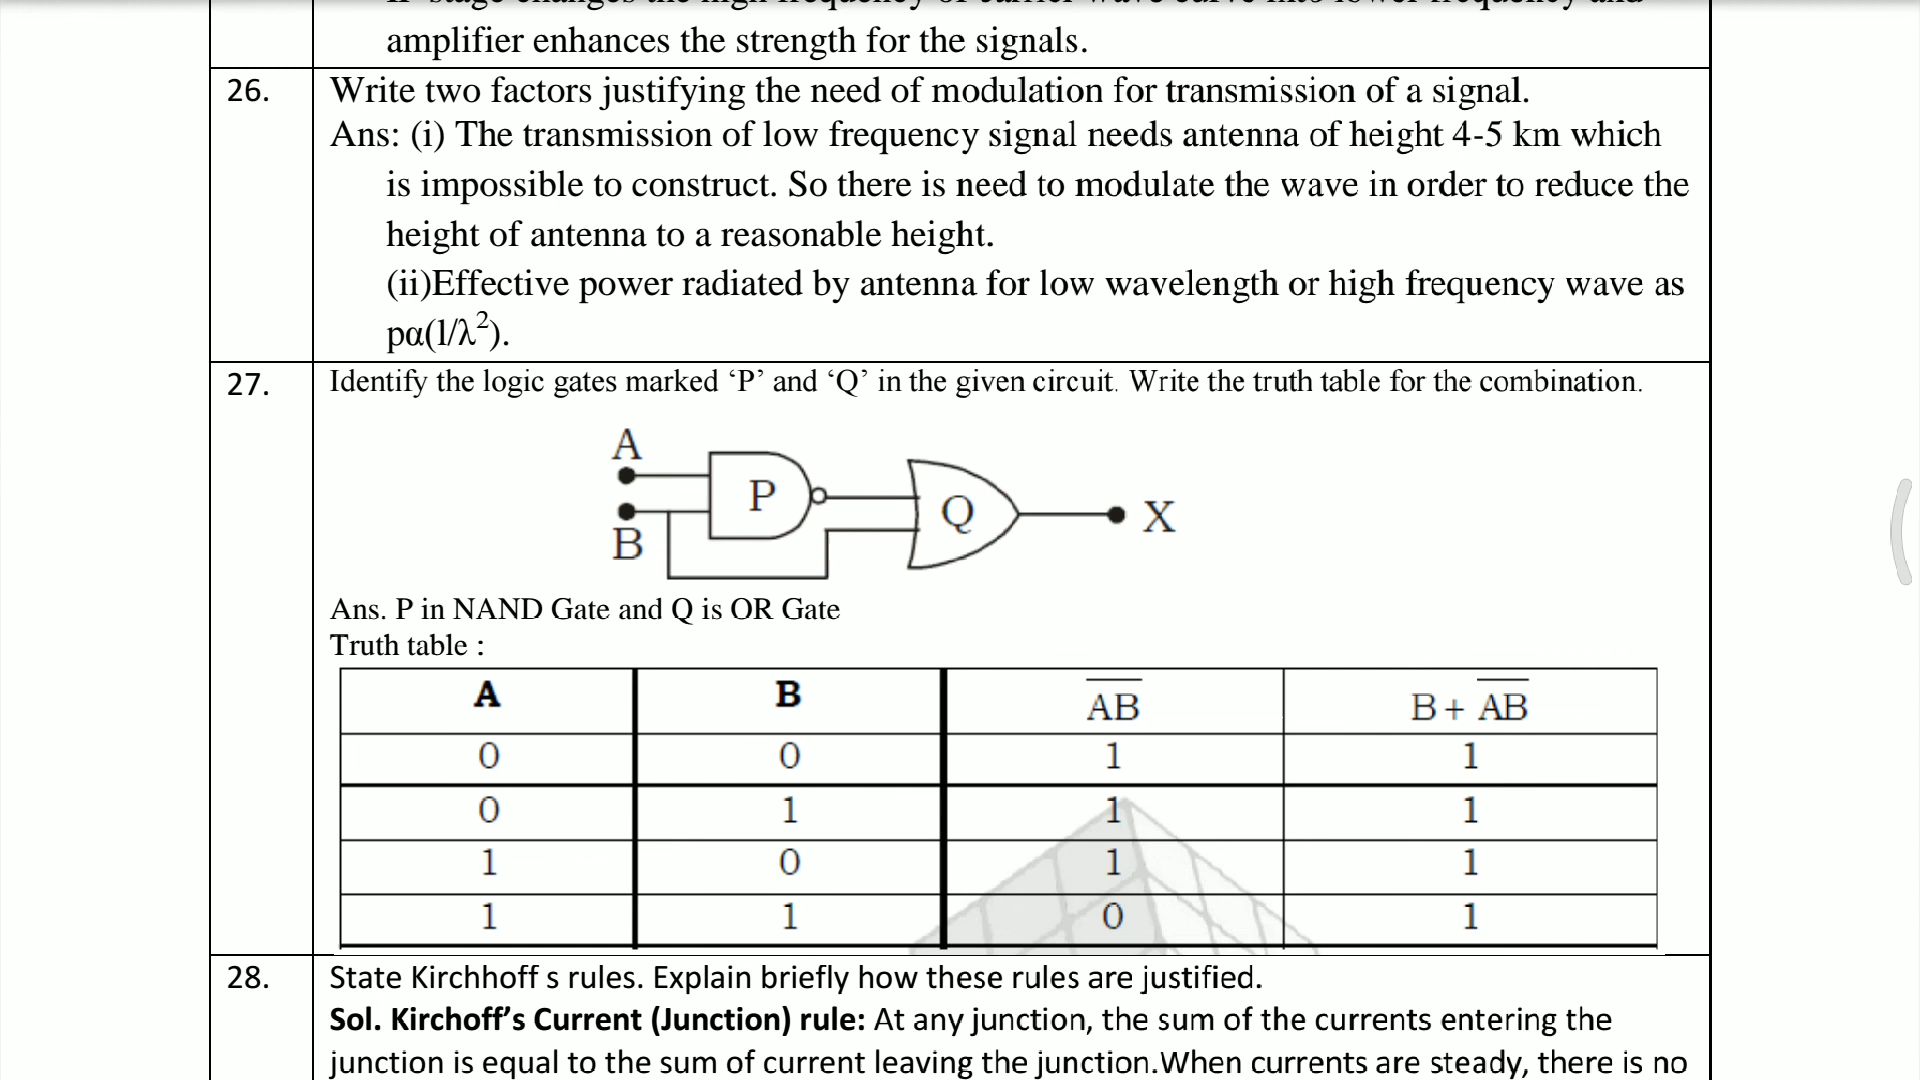 amplifier enhances the strength for the signals.
26.
Write two factors justifying the need of modulation for transmission of a signal.
Ans: (i) The transmission of low frequency signal needs antenna of height 4-5 km which
is impossible to construct. So there is need to modulate the wave in order to reduce the
height of antenna to a reasonable height.
(ii)Effective power radiated by antenna for low wavelength or high frequency wave as
pα(l/λ²).
27.
Identify the logic gates marked ‘P’ and ‘Q’ in the given circuit. Write the truth table for the combination.
A
P
Q
X
B
Ans. P in NAND Gate and Q is OR Gate
Truth table :
A B A̅B̅ B + A̅B̅
0 0 1 1
0 1 1 1
1 0 1 1
1 1 0 1
28.
State Kirchhoff s rules. Explain briefly how these rules are justified.
Sol. Kirchoff’s Current (Junction) rule: At any junction, the sum of the currents entering the
junction is equal to the sum of current leaving the junction.When currents are steady, there is no